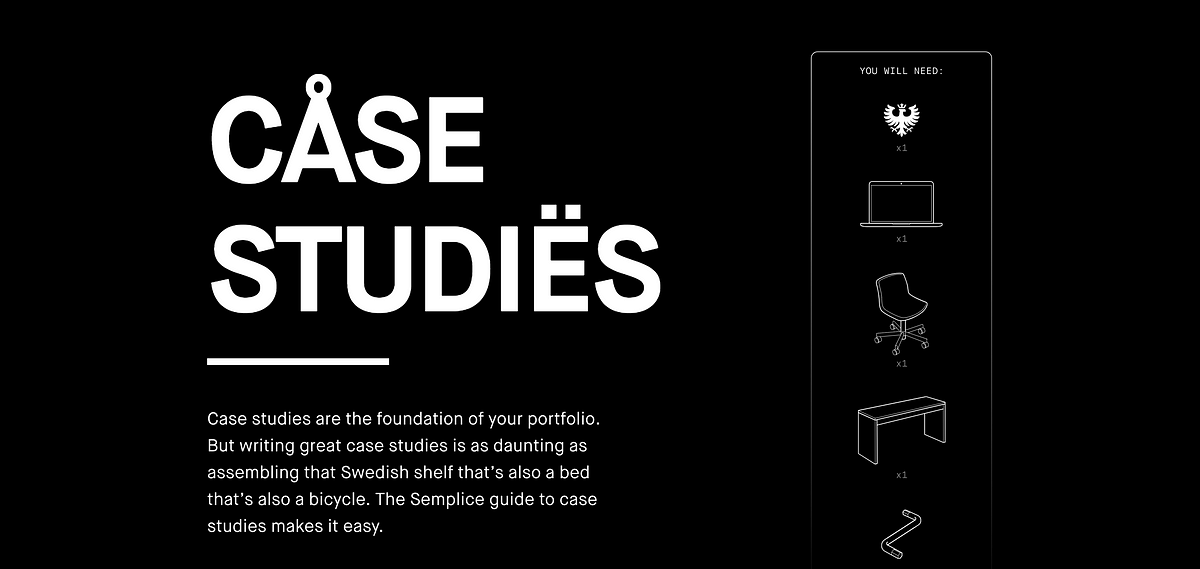 CÅSE
STUDIËS
Case studies are the foundation of your portfolio.
But writing great case studies is as daunting as
assembling that Swedish shelf that’s also a bed
that’s also a bicycle. The Semplice guide to case
studies makes it easy.
YOU WILL NEED:
x1
x1
x1
x1